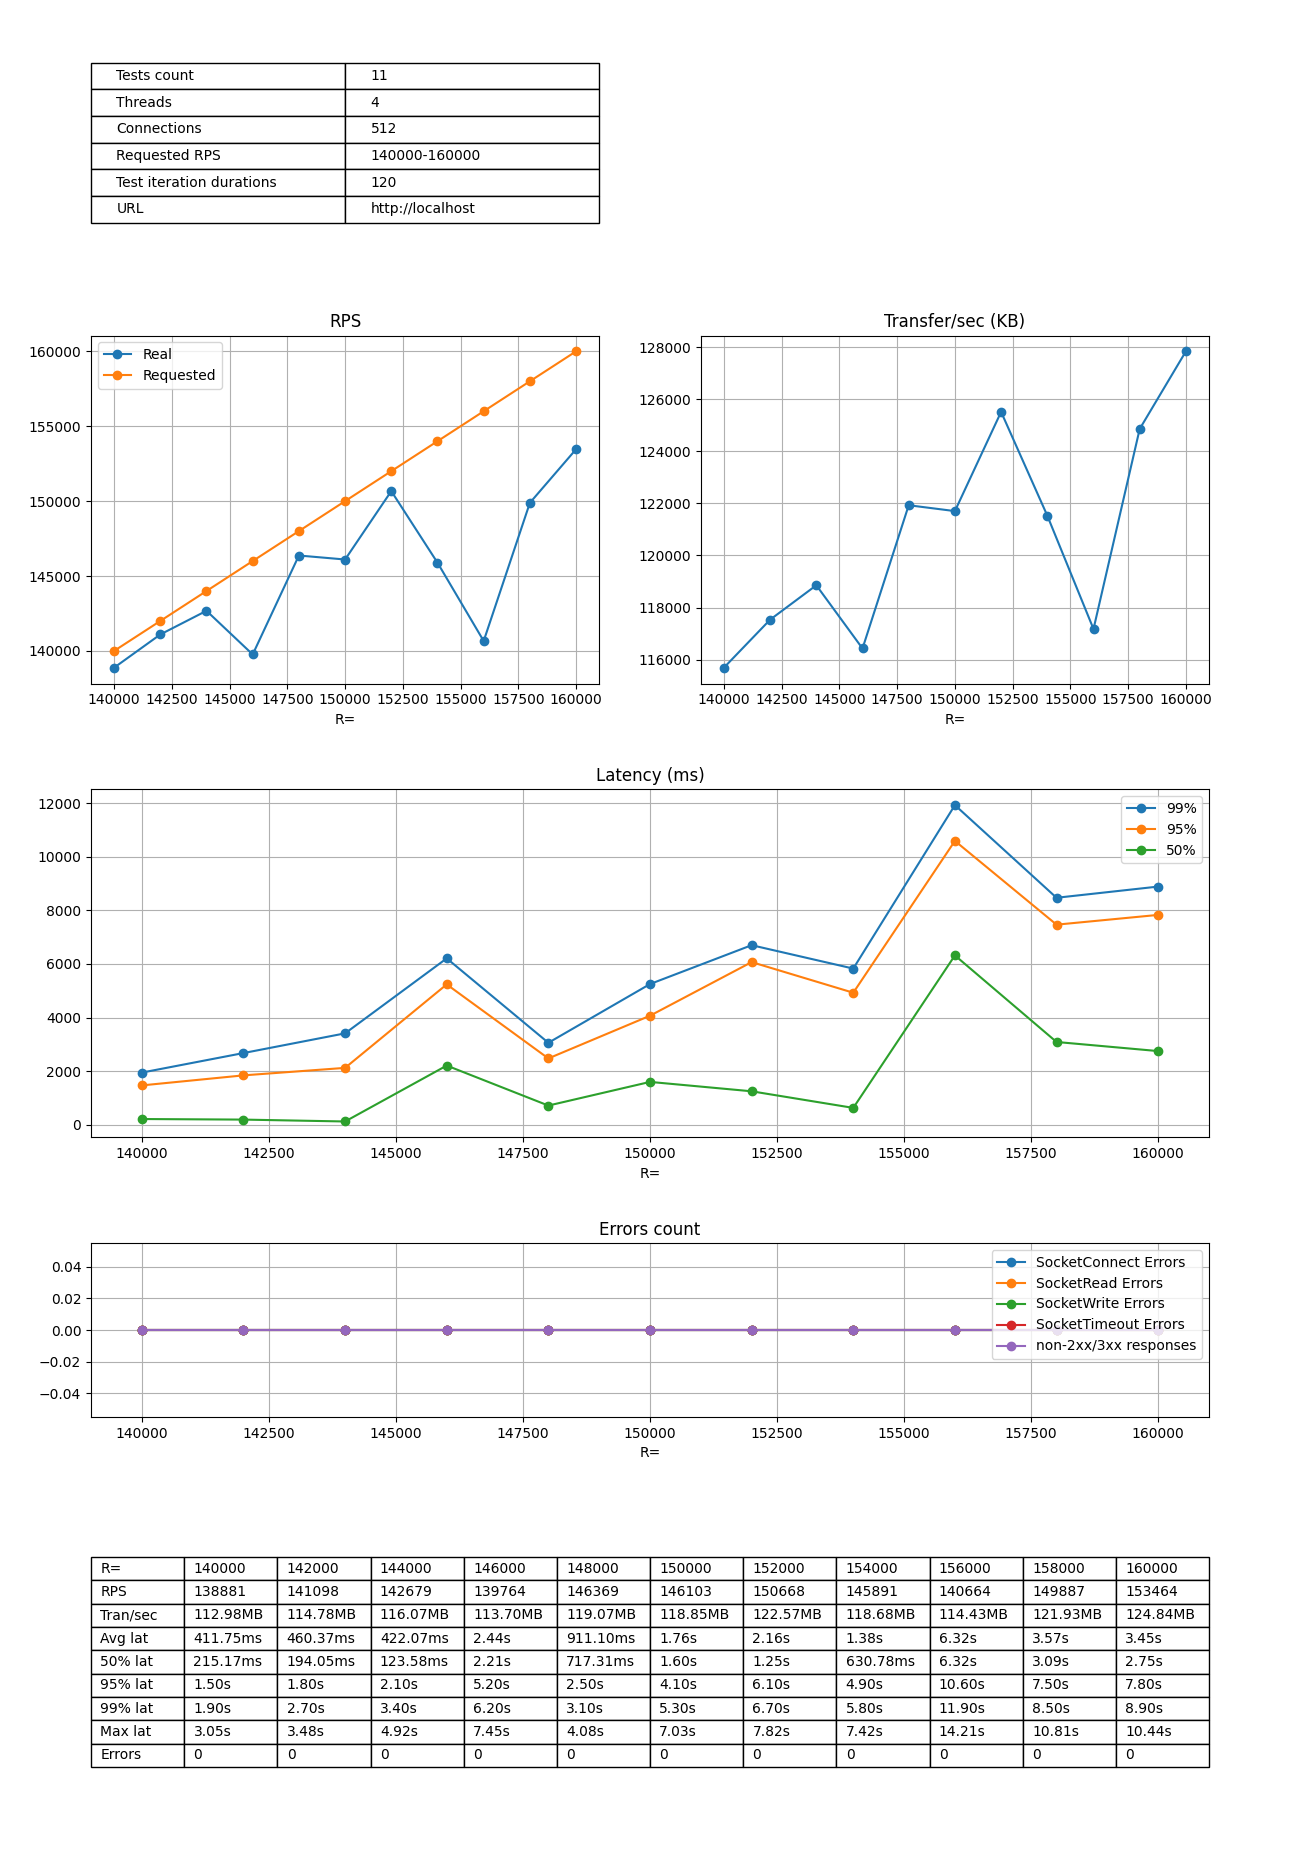 Tests count 11
Threads 4
Connections 512
Requested RPS 140000-160000
Test iteration durations 120
URL http://localhost
RPS
160000
155000
150000
145000
140000
Real
Requested
140000 142500 145000 147500 150000 152500 155000 157500 160000
R=
Transfer/sec (KB)
128000
126000
124000
122000
120000
118000
116000
140000 142500 145000 147500 150000 152500 155000 157500 160000
R=
Latency (ms)
12000
10000
8000
6000
4000
2000
0
99%
95%
50%
140000 142500 145000 147500 150000 152500 155000 157500 160000
R=
Errors count
0.04
0.02
0.00
−0.02
−0.04
SocketConnect Errors
SocketRead Errors
SocketWrite Errors
SocketTimeout Errors
non-2xx/3xx responses
140000 142500 145000 147500 150000 152500 155000 157500 160000
R=
R= 140000 142000 144000 146000 148000 150000 152000 154000 156000 158000 160000
RPS 138881 141098 142679 139764 146369 146103 150668 145891 140664 149887 153464
Tran/sec 112.98MB 114.78MB 116.07MB 113.70MB 119.07MB 118.85MB 122.57MB 118.68MB 114.43MB 121.93MB 124.84MB
Avg lat 411.75ms 460.37ms 422.07ms 2.44s 911.10ms 1.76s 2.16s 1.38s 6.32s 3.57s 3.45s
50% lat 215.17ms 194.05ms 123.58ms 2.21s 717.31ms 1.60s 1.25s 630.78ms 6.32s 3.09s 2.75s
95% lat 1.50s 1.80s 2.10s 5.20s 2.50s 4.10s 6.10s 4.90s 10.60s 7.50s 7.80s
99% lat 1.90s 2.70s 3.40s 6.20s 3.10s 5.30s 6.70s 5.80s 11.90s 8.50s 8.90s
Max lat 3.05s 3.48s 4.92s 7.45s 4.08s 7.03s 7.82s 7.42s 14.21s 10.81s 10.44s
Errors 0 0 0 0 0 0 0 0 0 0 0